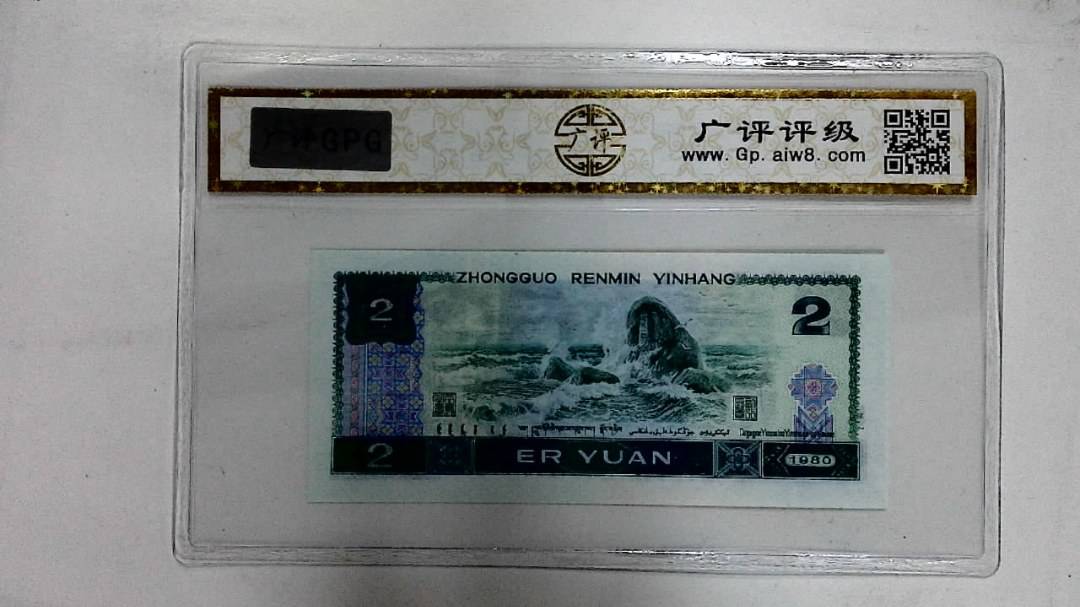 广评GPG
广评
广评评级
www.Gp.aiw8.com
ZHONGGUO RENMIN YINHANG
2
2
2
ER YUAN
1980